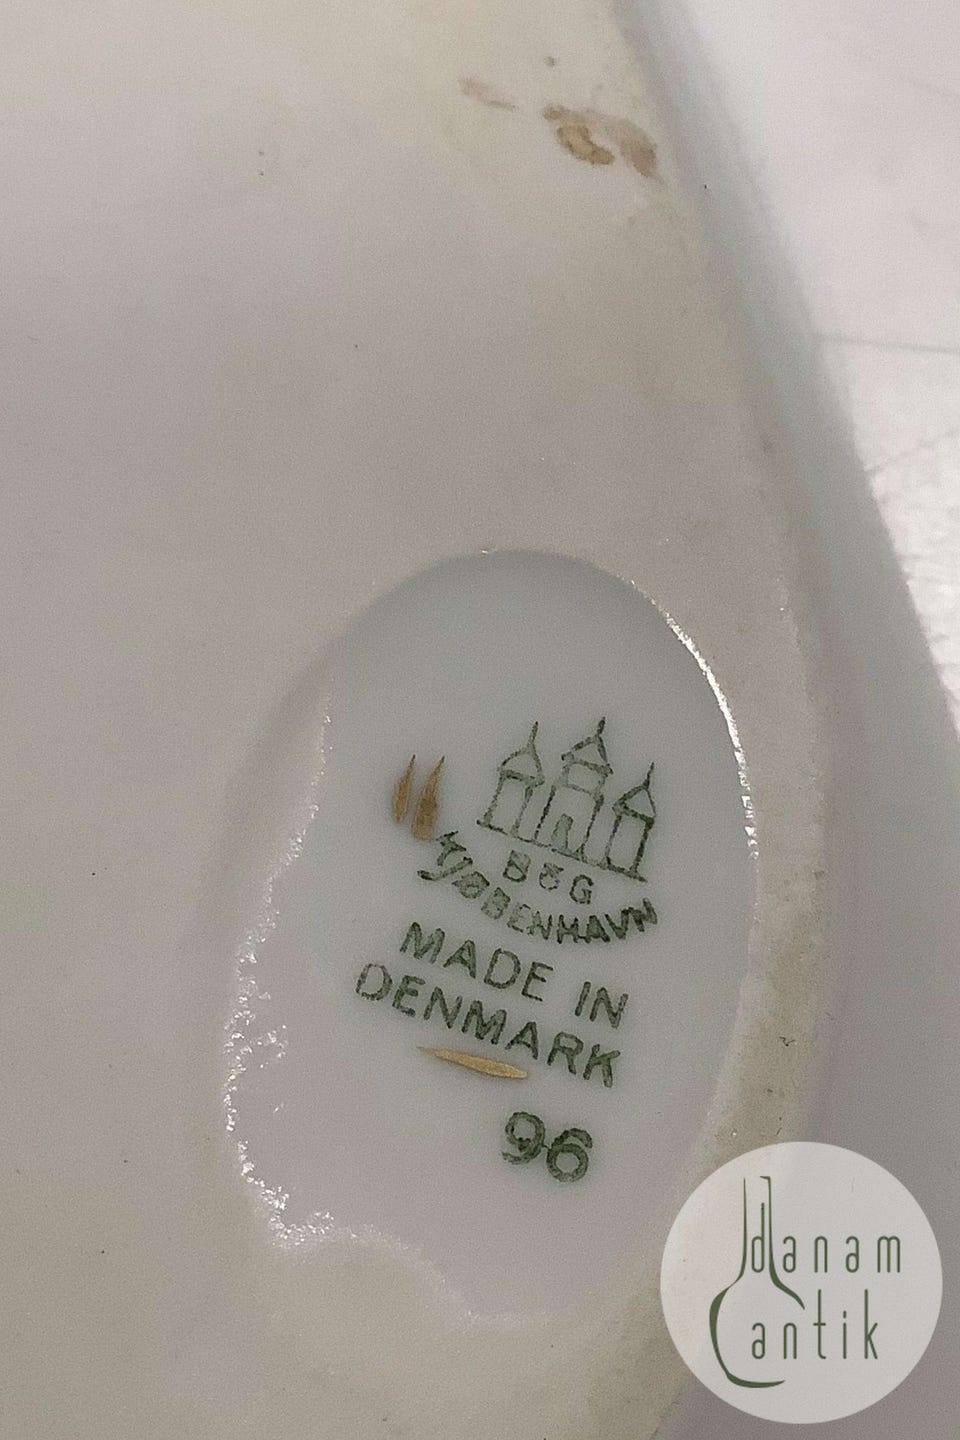 B&G
KJØBENHAVN
MADE IN
DENMARK
96
danam
antik